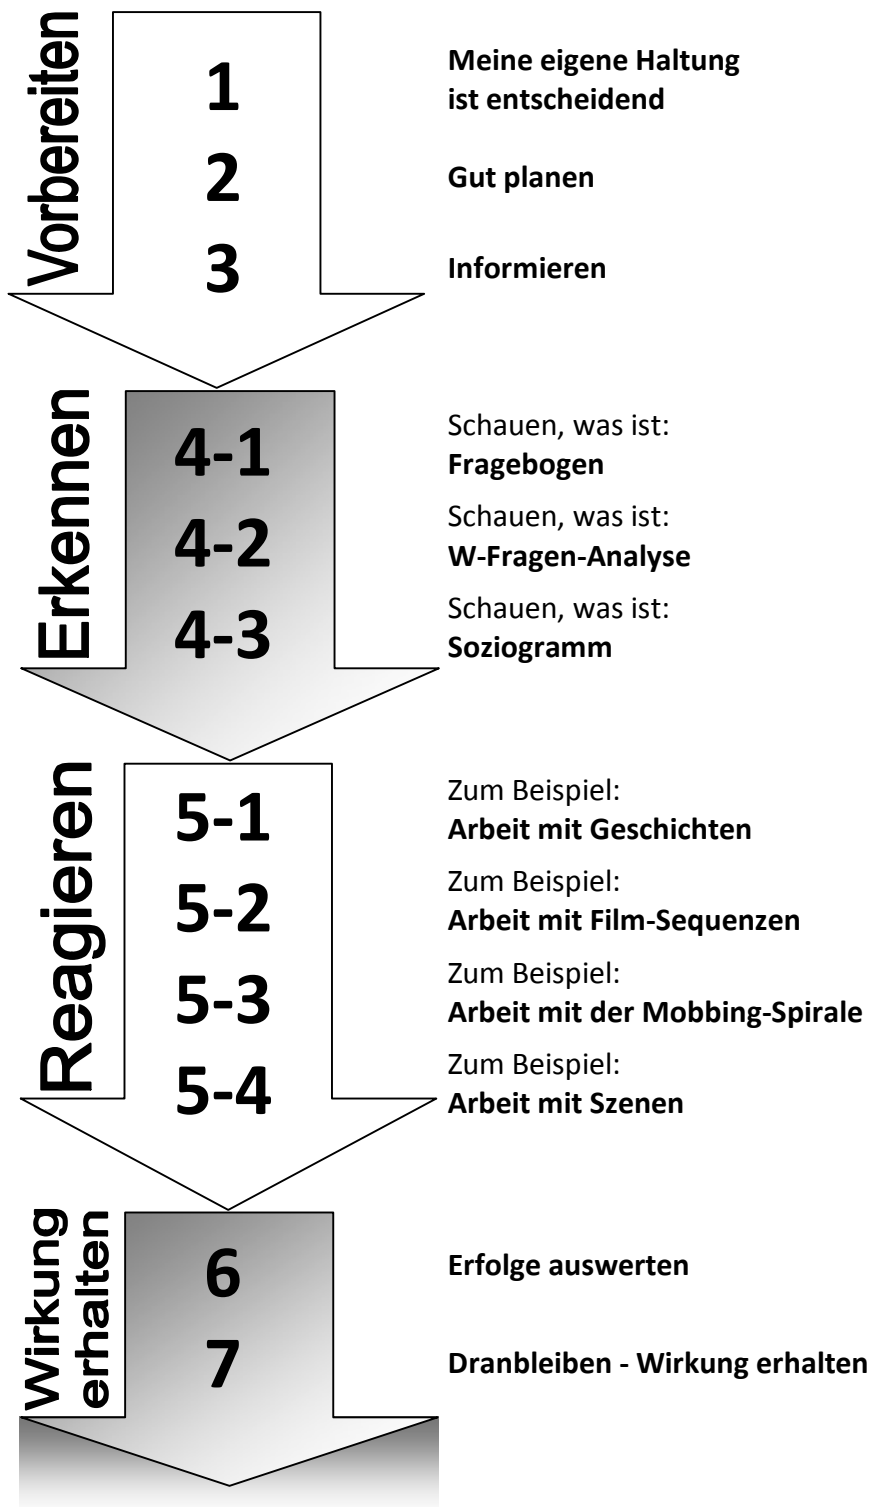 Vorbereiten
1
Meine eigene Haltung
ist entscheidend
2
Gut planen
3
Informieren
Erkennen
4-1
Schauen, was ist:
Fragebogen
4-2
Schauen, was ist:
W-Fragen-Analyse
4-3
Schauen, was ist:
Soziogramm
Reagieren
5-1
Zum Beispiel:
Arbeit mit Geschichten
5-2
Zum Beispiel:
Arbeit mit Film-Sequenzen
5-3
Zum Beispiel:
Arbeit mit der Mobbing-Spirale
5-4
Zum Beispiel:
Arbeit mit Szenen
Wirkung
erhalten
6
Erfolge auswerten
7
Dranbleiben - Wirkung erhalten